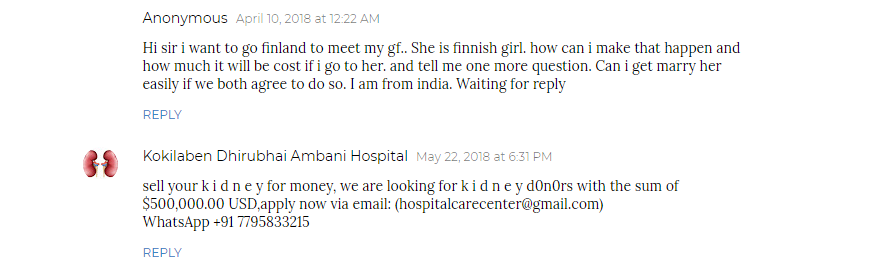 Anonymous April 10, 2018 at 12:22 AM
Hi sir i want to go finland to meet my gf.. She is finnish girl. how can i make that happen and
how much it will be cost if i go to her. and tell me one more question. Can i get marry her
easily if we both agree to do so. I am from india. Waiting for reply
REPLY
Kokilaben Dhirubhai Ambani Hospital May 22, 2018 at 6:31 PM
sell your k i d n e y for money, we are looking for k i d n e y d0n0rs with the sum of
$500,000.00 USD,apply now via email: (hospitalcarecenter@gmail.com)
WhatsApp +91 7795833215
REPLY